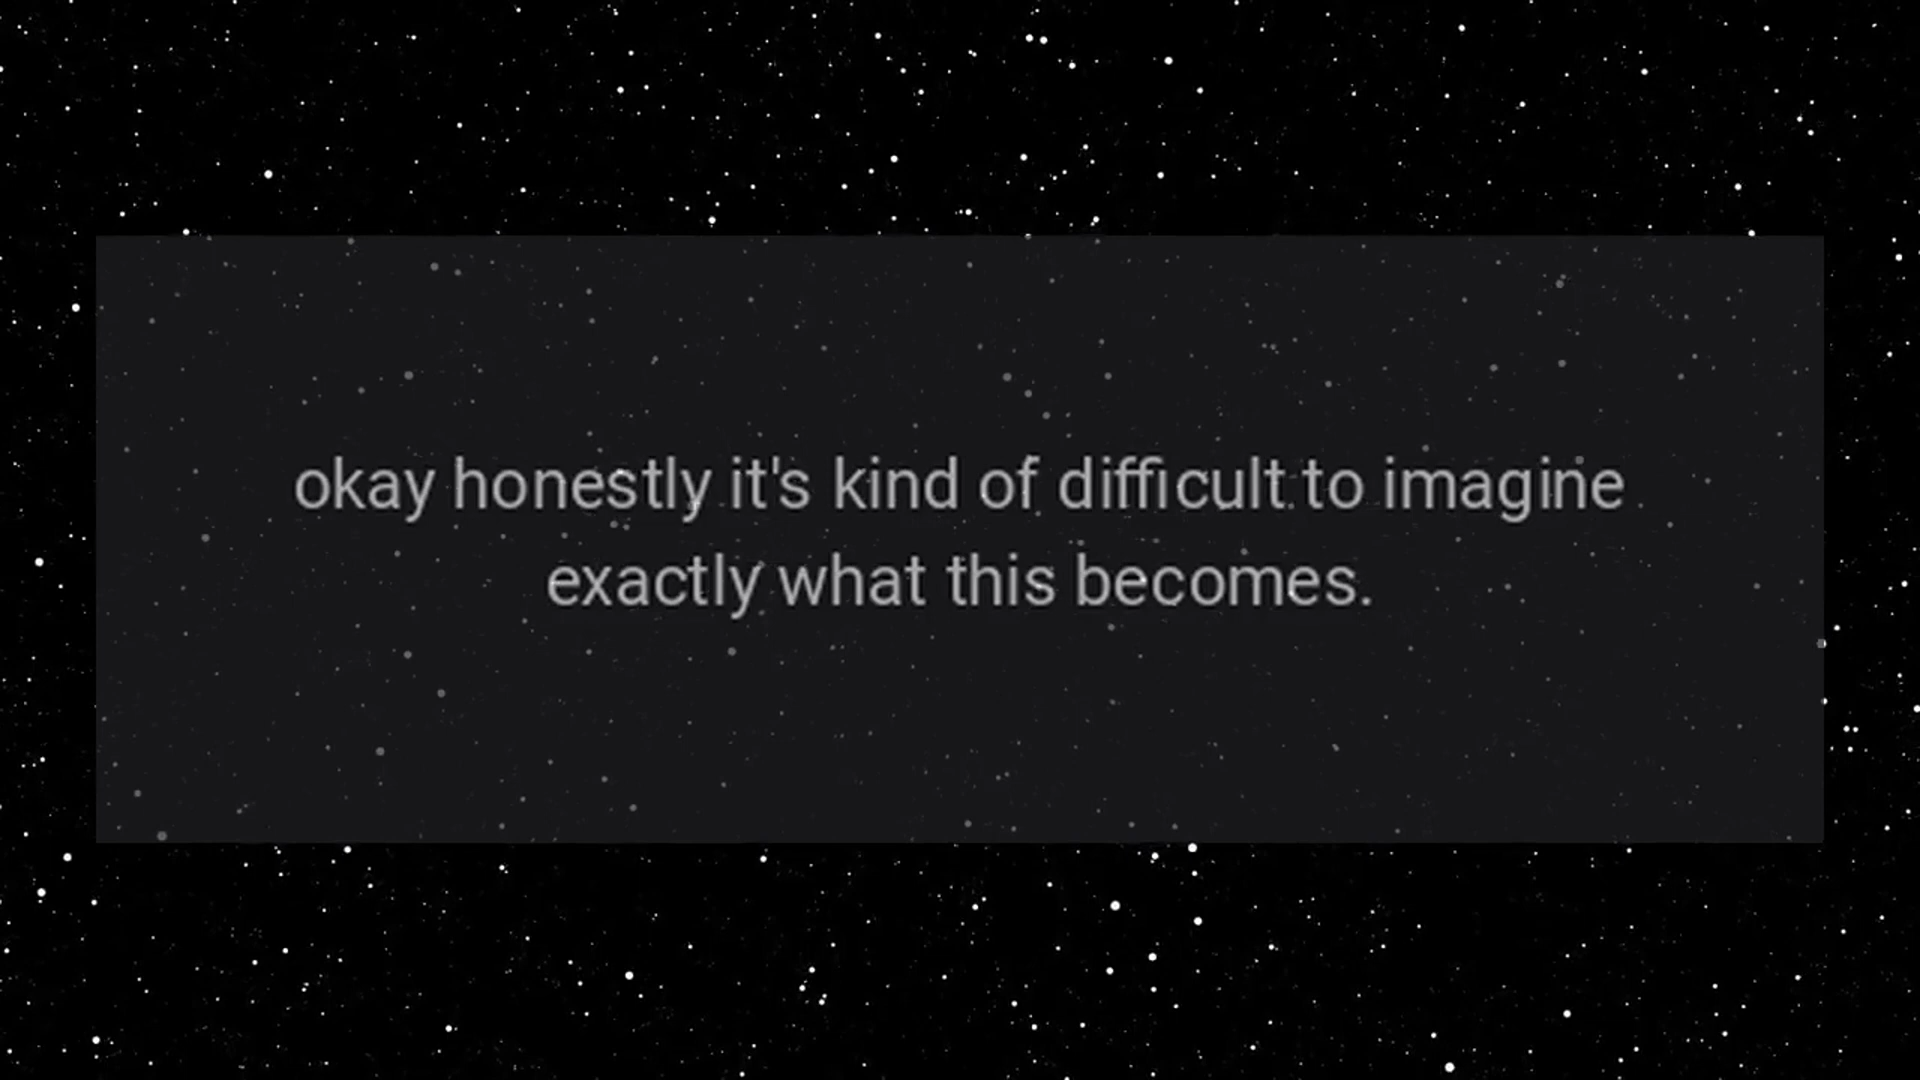 okay honestly it's kind of difficult to imagine
exactly what this becomes.